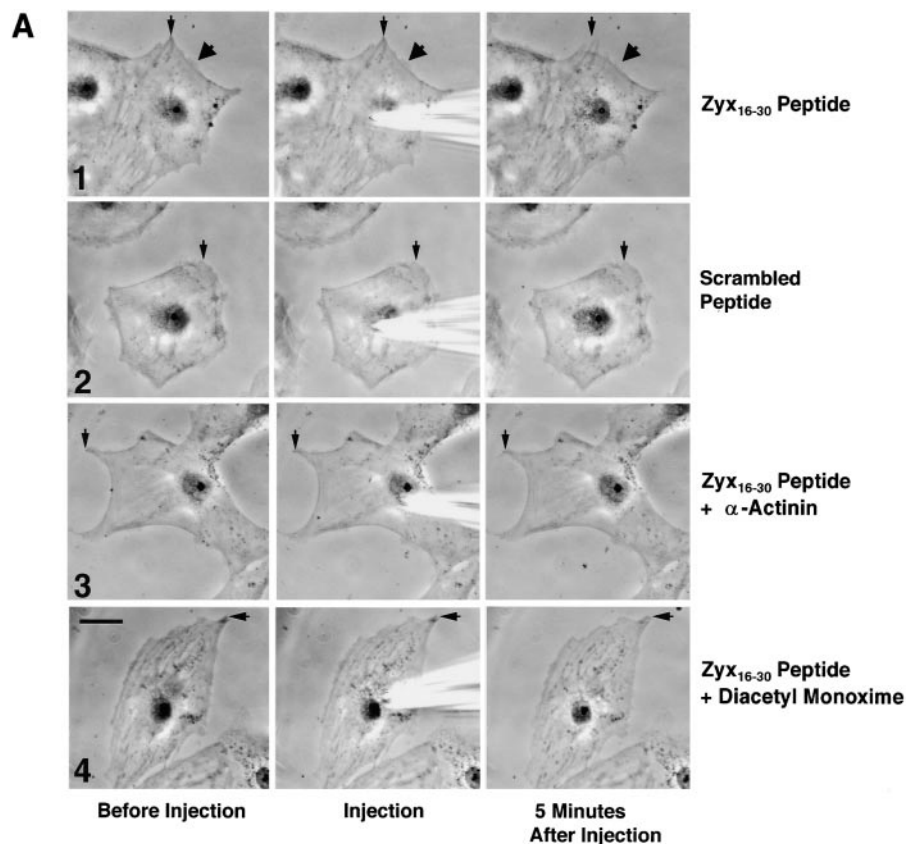 A
1
Zyx₁₆₋₃₀ Peptide
2
Scrambled
Peptide
3
Zyx₁₆₋₃₀ Peptide
+ α-Actinin
4
Zyx₁₆₋₃₀ Peptide
+ Diacetyl Monoxime
Before Injection
Injection
5 Minutes
After Injection